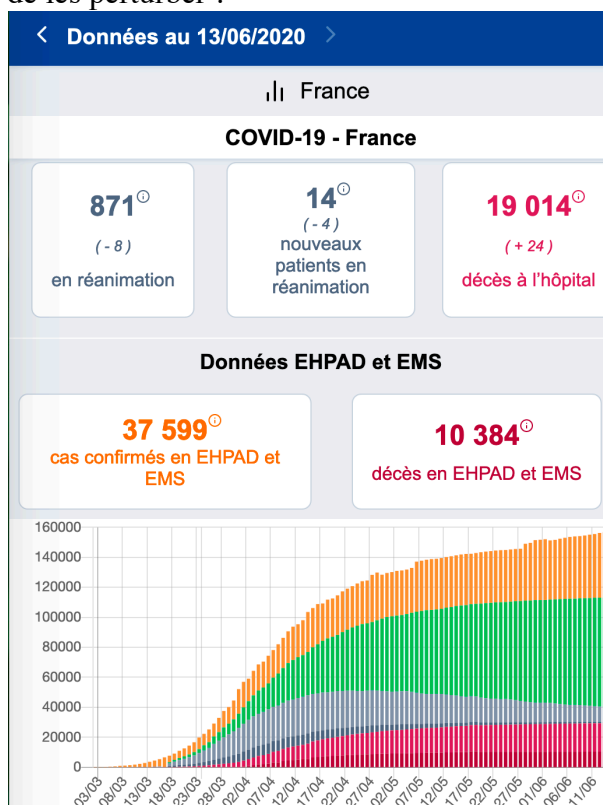 de les perturber ?
Données au 13/06/2020
France
COVID-19 - France
871
( - 8 )
en réanimation
14
( - 4 )
nouveaux
patients en
réanimation
19 014
( + 24 )
décès à l'hôpital
Données EHPAD et EMS
37 599
cas confirmés en EHPAD et
EMS
10 384
décès en EHPAD et EMS
160000
140000
120000
100000
80000
60000
40000
20000
0
03/03
08/03
13/03
18/03
23/03
28/03
02/04
07/04
12/04
17/04
22/04
27/04
02/05
07/05
12/05
17/05
22/05
27/05
01/06
06/06
11/06